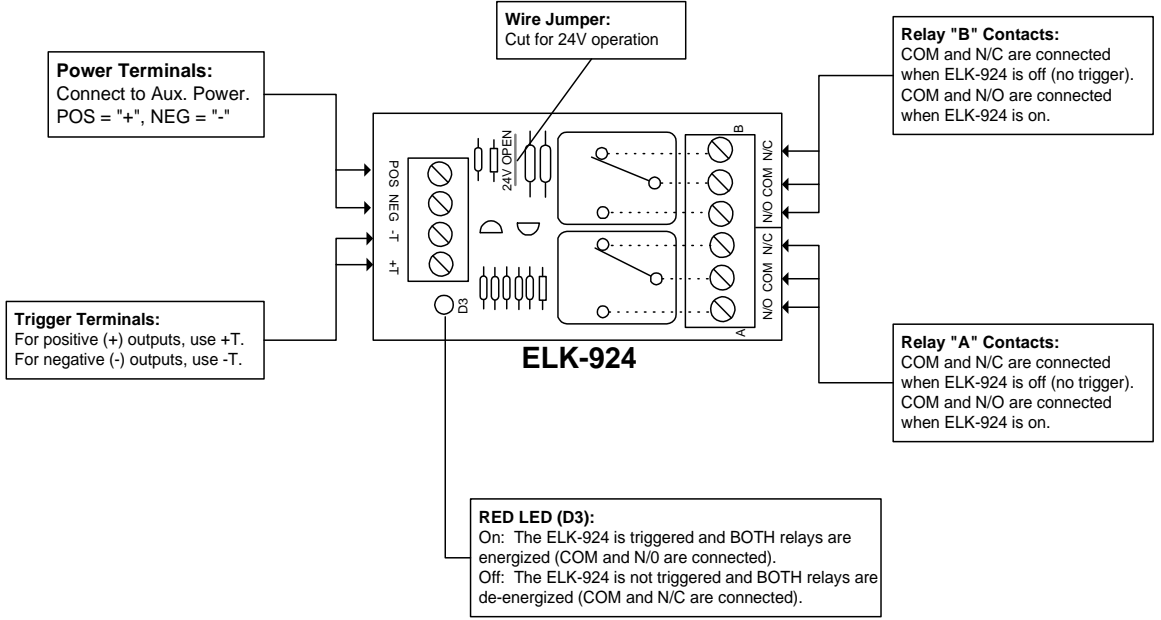 Wire Jumper:
Cut for 24V operation
Power Terminals:
Connect to Aux. Power.
POS = "+", NEG = "-"
Relay "B" Contacts:
COM and N/C are connected
when ELK-924 is off (no trigger).
COM and N/O are connected
when ELK-924 is on.
POS NEG -T +T
24V OPEN
D3
B
N/O COM N/C
N/O COM N/C
A
ELK-924
Trigger Terminals:
For positive (+) outputs, use +T.
For negative (-) outputs, use -T.
Relay "A" Contacts:
COM and N/C are connected
when ELK-924 is off (no trigger).
COM and N/O are connected
when ELK-924 is on.
RED LED (D3):
On:  The ELK-924 is triggered and BOTH relays are
energized (COM and N/0 are connected).
Off:  The ELK-924 is not triggered and BOTH relays are
de-energized (COM and N/C are connected).